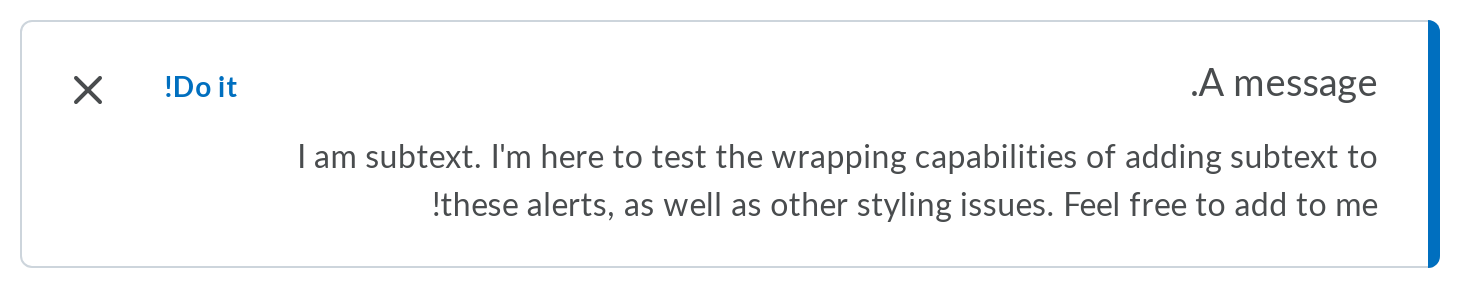 .A message
!Do it
I am subtext. I'm here to test the wrapping capabilities of adding subtext to
!these alerts, as well as other styling issues. Feel free to add to me